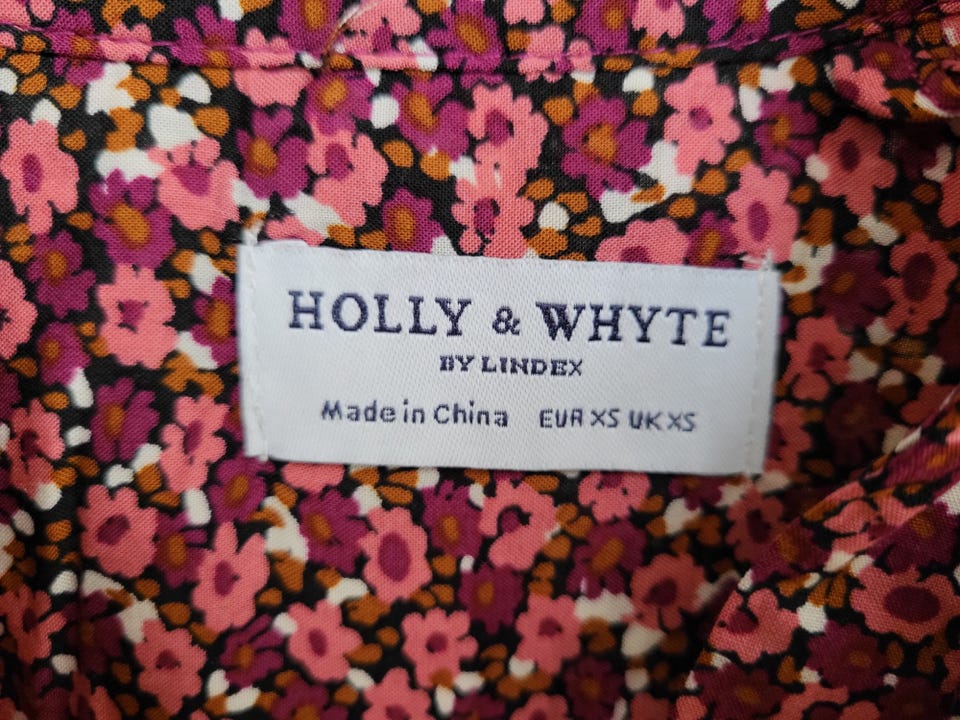 HOLLY & WHYTE
BY LINDEX
Made in China EUR XS UK XS